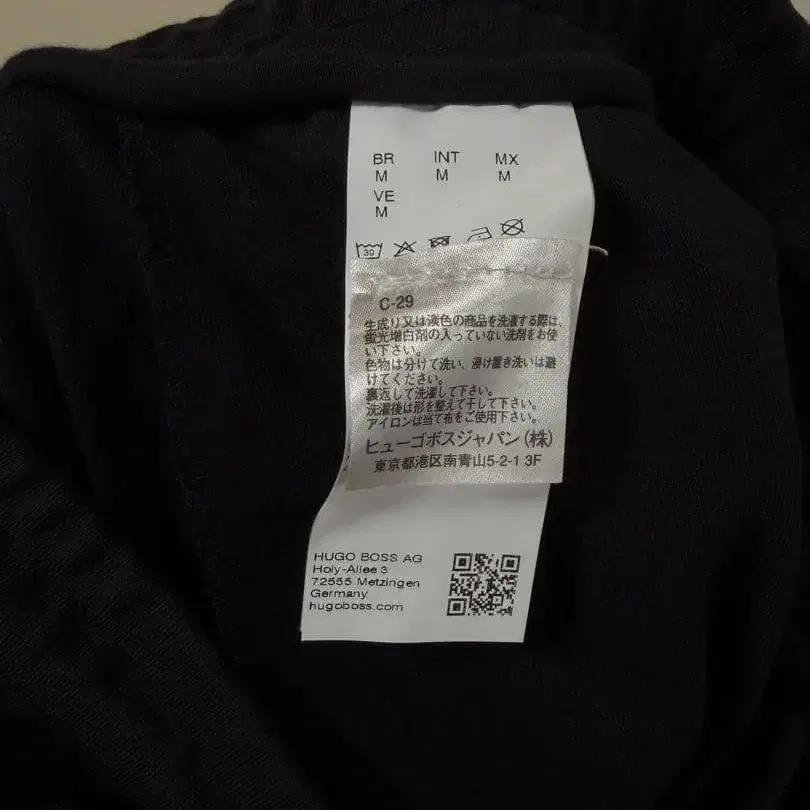 BR INT MX
M M M
VE
M
30
C-29
生成り又は淡色の商品を洗濯する際は、
蛍光増白剤の入っていない洗剤をお使
い下さい。
色物は分けて洗い、浸け置き洗いは避
けてください。
裏返して洗濯して下さい。
洗濯後は形を整えて干して下さい。
アイロンは当て布をご使用下さい。
ヒューゴボスジャパン(株)
東京都港区南青山5-2-1 3F
HUGO BOSS AG
Holy-Allee 3
72555 Metzingen
Germany
hugoboss.com